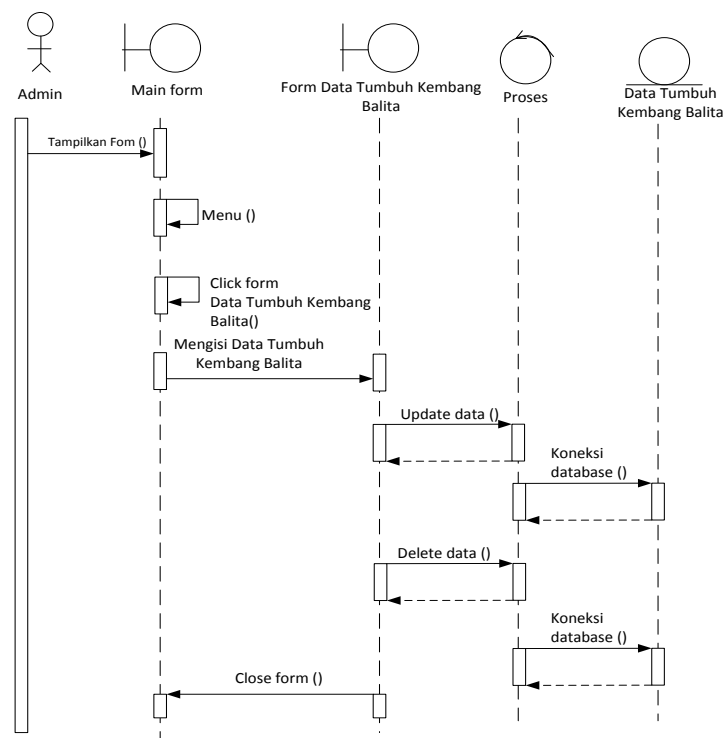 Admin
Main form
Form Data Tumbuh Kembang
Balita
Proses
Data Tumbuh
Kembang Balita
Tampilkan Fom ()
Menu ()
Click form
Data Tumbuh Kembang
Balita()
Mengisi Data Tumbuh
Kembang Balita
Update data ()
Koneksi
database ()
Delete data ()
Koneksi
database ()
Close form ()